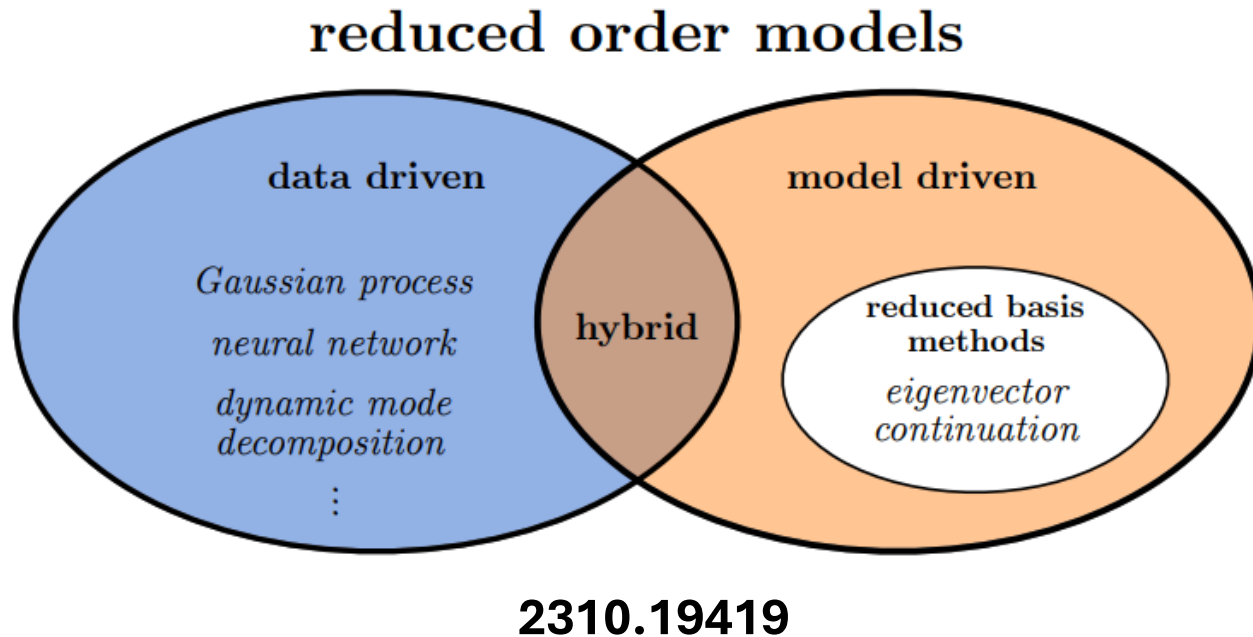 reduced order models
data driven
Gaussian process
neural network
dynamic mode
decomposition
⋮
hybrid
model driven
reduced basis
methods
eigenvector
continuation
2310.19419